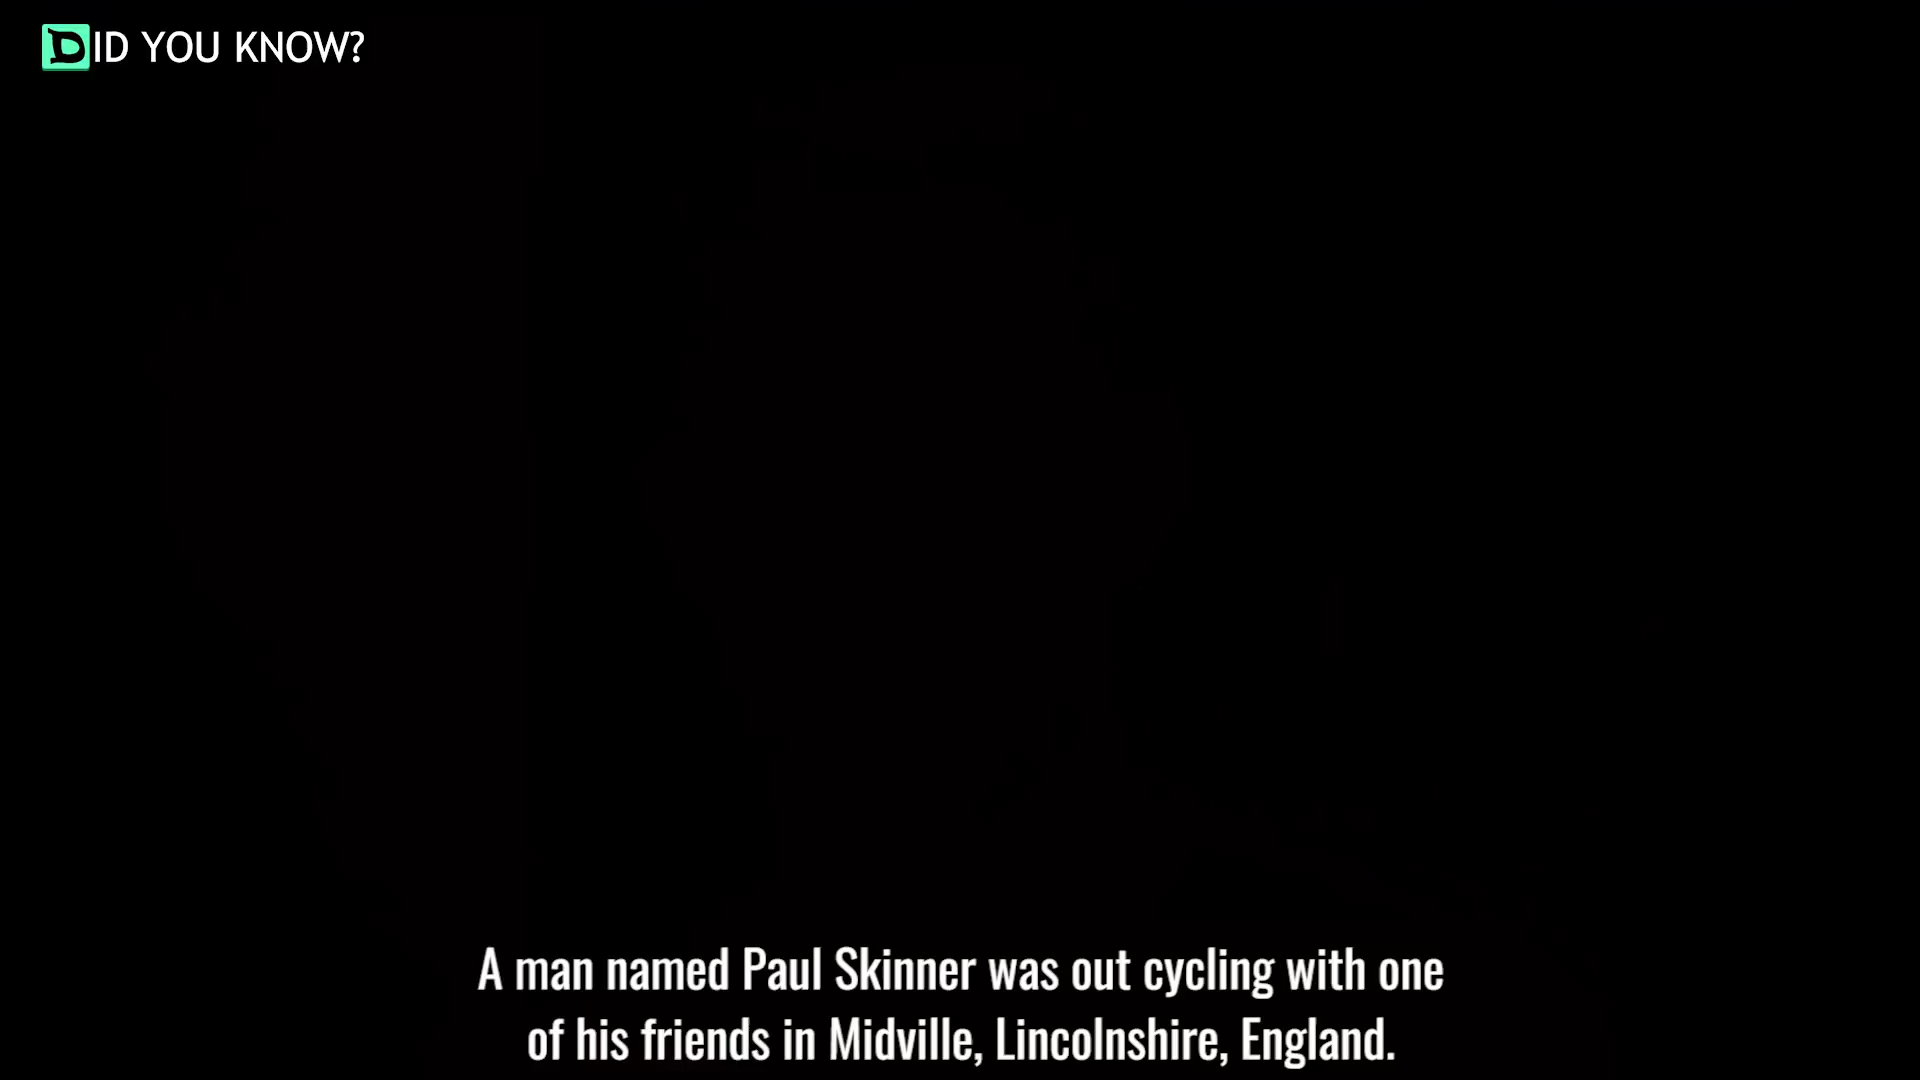 DID YOU KNOW?
A man named Paul Skinner was out cycling with one
of his friends in Midville, Lincolnshire, England.